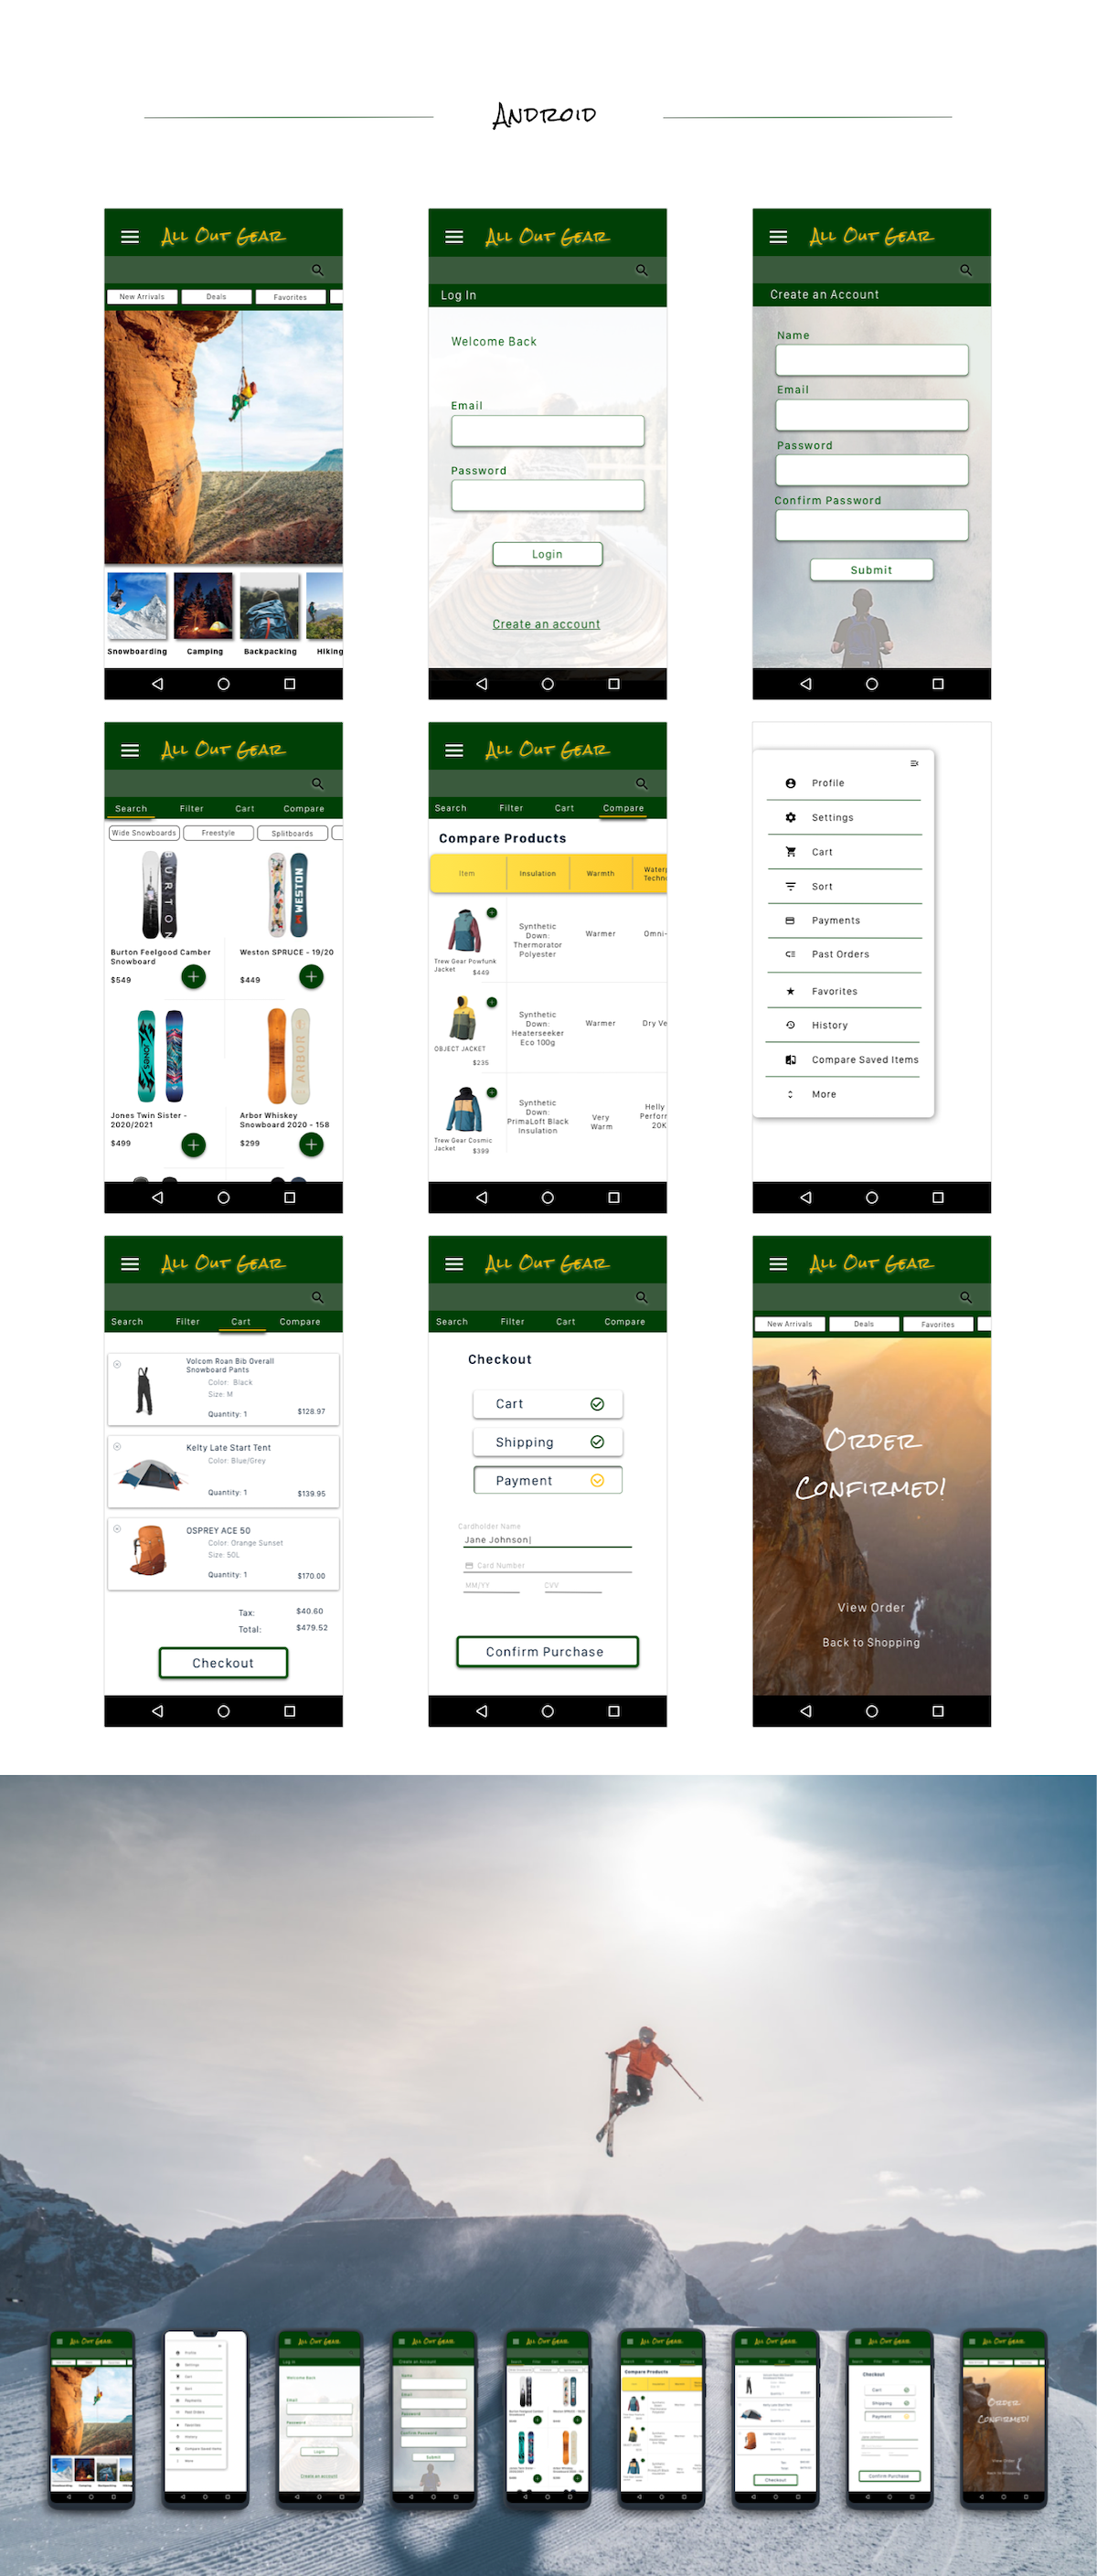 Android
All Out Gear
New Arrivals Deals Favorites
Snowboarding Camping Backpacking Hiking
All Out Gear
Log In
Welcome Back
Email
Password
Login
Create an account
All Out Gear
Create an Account
Name
Email
Password
Confirm Password
Submit
All Out Gear
Search Filter Cart Compare
Wide Snowboards Freestyle Splitboards
BURTON
WESTON
Burton Feelgood Camber
Snowboard
$549
Weston SPRUCE - 19/20
$449
JONES
ARBOR
Jones Twin Sister -
2020/2021
$499
Arbor Whiskey
Snowboard 2020 - 158
$299
All Out Gear
Search Filter Cart Compare
Compare Products
Item Insulation Warmth
Trew Gear Powfunk
Jacket $449
Synthetic
Down:
Thermorator
Polyester
Warmer
Omni-
OBJECT JACKET
$235
Synthetic
Down:
Heaterseeker
Eco 100g
Warmer
Dry Ve
Trew Gear Cosmic
Jacket $399
Synthetic
Down:
PrimaLoft Black
Insulation
Very
Warm
Helly
Perform
20K
Profile
Settings
Cart
Sort
Payments
Past Orders
Favorites
History
Compare Saved Items
More
All Out Gear
Search Filter Cart Compare
Volcom Roan Bib Overall
Snowboard Pants
Color: Black
Size: M
Quantity: 1 $128.97
Kelty Late Start Tent
Color: Blue/Grey
Quantity: 1 $139.95
OSPREY ACE 50
Color: Orange Sunset
Size: 50L
Quantity: 1 $170.00
Tax: $40.60
Total: $479.52
Checkout
All Out Gear
Search Filter Cart Compare
Checkout
Cart
Shipping
Payment
Cardholder Name
Jane Johnson
Card Number
MM/YY CVV
Confirm Purchase
All Out Gear
New Arrivals Deals Favorites
Order
Confirmed!
View Order
Back to Shopping